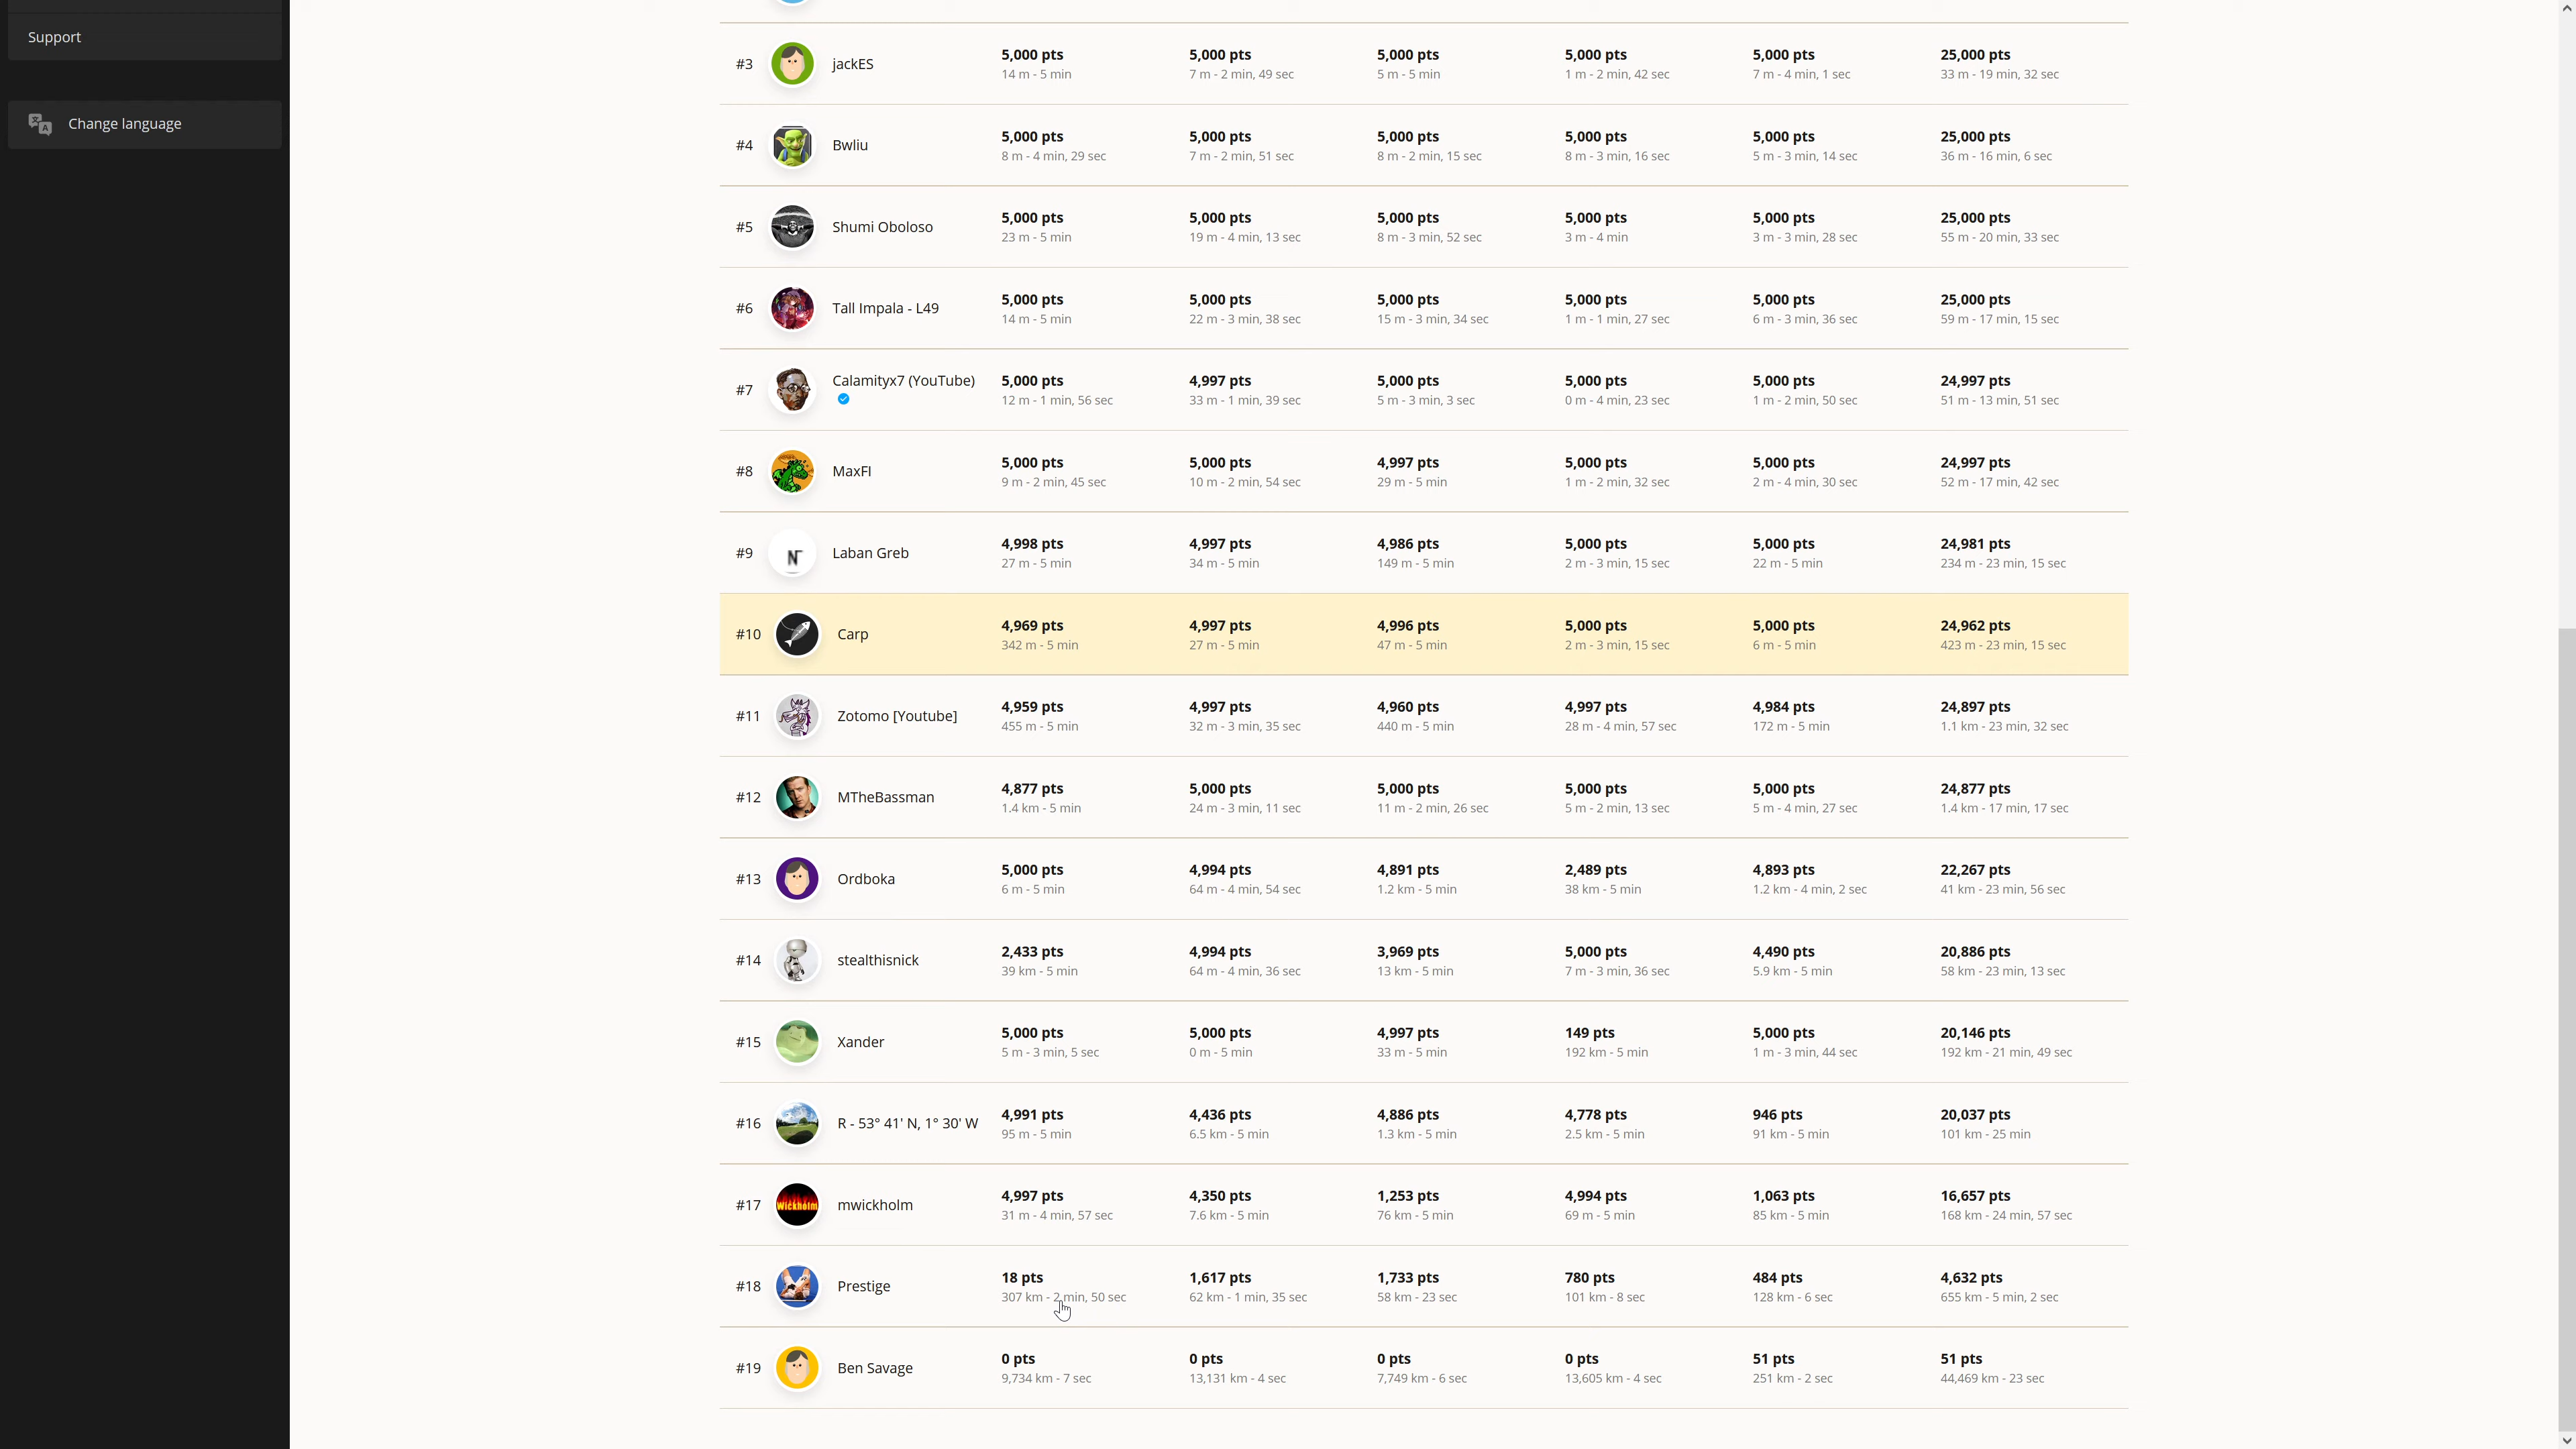 Support
Change language
#3 jackES 5,000 pts 5,000 pts 5,000 pts 5,000 pts 5,000 pts 25,000 pts
14 m - 5 min 7 m - 2 min, 49 sec 5 m - 5 min 1 m - 2 min, 42 sec 7 m - 4 min, 1 sec 33 m - 19 min, 32 sec
#4 Bwliu 5,000 pts 5,000 pts 5,000 pts 5,000 pts 5,000 pts 25,000 pts
8 m - 4 min, 29 sec 7 m - 2 min, 51 sec 8 m - 2 min, 15 sec 8 m - 3 min, 16 sec 5 m - 3 min, 14 sec 36 m - 16 min, 6 sec
#5 Shumi Oboloso 5,000 pts 5,000 pts 5,000 pts 5,000 pts 5,000 pts 25,000 pts
23 m - 5 min 19 m - 4 min, 13 sec 8 m - 3 min, 52 sec 3 m - 4 min 3 m - 3 min, 28 sec 55 m - 20 min, 33 sec
#6 Tall Impala - L49 5,000 pts 5,000 pts 5,000 pts 5,000 pts 5,000 pts 25,000 pts
14 m - 5 min 22 m - 3 min, 38 sec 15 m - 3 min, 34 sec 1 m - 1 min, 27 sec 6 m - 3 min, 36 sec 59 m - 17 min, 15 sec
#7 Calamityx7 (YouTube) 5,000 pts 4,997 pts 5,000 pts 5,000 pts 5,000 pts 24,997 pts
12 m - 1 min, 56 sec 33 m - 1 min, 39 sec 5 m - 3 min, 3 sec 0 m - 4 min, 23 sec 1 m - 2 min, 50 sec 51 m - 13 min, 51 sec
#8 MaxFI 5,000 pts 5,000 pts 4,997 pts 5,000 pts 5,000 pts 24,997 pts
9 m - 2 min, 45 sec 10 m - 2 min, 54 sec 29 m - 5 min 1 m - 2 min, 32 sec 2 m - 4 min, 30 sec 52 m - 17 min, 42 sec
#9 Laban Greb 4,998 pts 4,997 pts 4,986 pts 5,000 pts 5,000 pts 24,981 pts
27 m - 5 min 34 m - 5 min 149 m - 5 min 2 m - 3 min, 15 sec 22 m - 5 min 234 m - 23 min, 15 sec
#10 Carp 4,969 pts 4,997 pts 4,996 pts 5,000 pts 5,000 pts 24,962 pts
342 m - 5 min 27 m - 5 min 47 m - 5 min 2 m - 3 min, 15 sec 6 m - 5 min 423 m - 23 min, 15 sec
#11 Zotomo [Youtube] 4,959 pts 4,997 pts 4,960 pts 4,997 pts 4,984 pts 24,897 pts
455 m - 5 min 32 m - 3 min, 35 sec 440 m - 5 min 28 m - 4 min, 57 sec 172 m - 5 min 1.1 km - 23 min, 32 sec
#12 MTheBassman 4,877 pts 5,000 pts 5,000 pts 5,000 pts 5,000 pts 24,877 pts
1.4 km - 5 min 24 m - 3 min, 11 sec 11 m - 2 min, 26 sec 5 m - 2 min, 13 sec 5 m - 4 min, 27 sec 1.4 km - 17 min, 17 sec
#13 Ordboka 5,000 pts 4,994 pts 4,891 pts 2,489 pts 4,893 pts 22,267 pts
6 m - 5 min 64 m - 4 min, 54 sec 1.2 km - 5 min 38 km - 5 min 1.2 km - 4 min, 2 sec 41 km - 23 min, 56 sec
#14 stealthisnick 2,433 pts 4,994 pts 3,969 pts 5,000 pts 4,490 pts 20,886 pts
39 km - 5 min 64 m - 4 min, 36 sec 13 km - 5 min 7 m - 3 min, 36 sec 5.9 km - 5 min 58 km - 23 min, 13 sec
#15 Xander 5,000 pts 5,000 pts 4,997 pts 149 pts 5,000 pts 20,146 pts
5 m - 3 min, 5 sec 0 m - 5 min 33 m - 5 min 192 km - 5 min 1 m - 3 min, 44 sec 192 km - 21 min, 49 sec
#16 R - 53° 41' N, 1° 30' W 4,991 pts 4,436 pts 4,886 pts 4,778 pts 946 pts 20,037 pts
95 m - 5 min 6.5 km - 5 min 1.3 km - 5 min 2.5 km - 5 min 91 km - 5 min 101 km - 25 min
#17 Wickholm mwickholm 4,997 pts 4,350 pts 1,253 pts 4,994 pts 1,063 pts 16,657 pts
31 m - 4 min, 57 sec 7.6 km - 5 min 76 km - 5 min 69 m - 5 min 85 km - 5 min 168 km - 24 min, 57 sec
#18 Prestige 18 pts 1,617 pts 1,733 pts 780 pts 484 pts 4,632 pts
307 km - 2 min, 50 sec 62 km - 1 min, 35 sec 58 km - 23 sec 101 km - 8 sec 128 km - 6 sec 655 km - 5 min, 2 sec
#19 Ben Savage 0 pts 0 pts 0 pts 0 pts 51 pts 51 pts
9,734 km - 7 sec 13,131 km - 4 sec 7,749 km - 6 sec 13,605 km - 4 sec 251 km - 2 sec 44,469 km - 23 sec